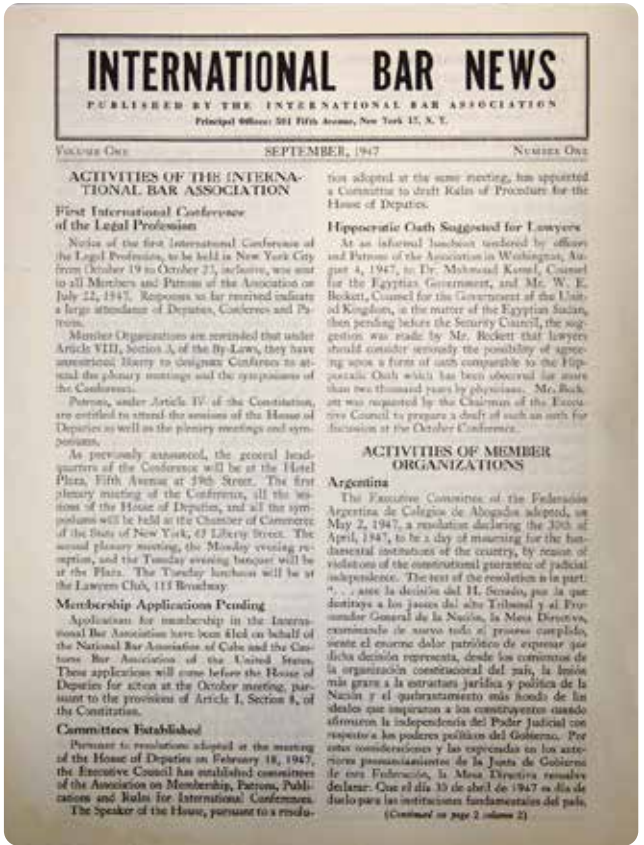 INTERNATIONAL BAR NEWS
PUBLISHED BY THE INTERNATIONAL BAR ASSOCIATION
Principal Offices: 501 Fifth Avenue, New York 17, N. Y.
VOLUME ONE SEPTEMBER, 1947 NUMBER ONE
ACTIVITIES OF THE INTERNA-
TIONAL BAR ASSOCIATION
First International Conference
of the Legal Profession
Notice of the first International Conference of
the Legal Profession, to be held in New York City
from October 19 to October 23, inclusive, was sent
to all Members and Patrons of the Association on
July 22, 1947. Responses so far received indicate
a large attendance of Deputies, Conferees and Pa-
trons.
Member Organizations are reminded that under
Article VIII, Section 3, of the By-Laws, they have
unrestricted liberty to designate Conferees to at-
tend the plenary meetings and the symposiums of
the Conference.
Patrons, under Article IV of the Constitution,
are entitled to attend the sessions of the House of
Deputies as well as the plenary meetings and sym-
posiums.
As previously announced, the general head-
quarters of the Conference will be at the Hotel
Plaza, Fifth Avenue at 59th Street. The first
plenary meeting of the Conference, all the ses-
sions of the House of Deputies, and all the sym-
posiums will be held at the Chamber of Commerce
of the State of New York, 65 Liberty Street. The
second plenary meeting, the Monday evening re-
ception, and the Tuesday evening banquet will be
at the Plaza. The Tuesday luncheon will be at
the Lawyers Club, 115 Broadway.
Membership Applications Pending
Applications for membership in the Interna-
tional Bar Association have been filed on behalf of
the National Bar Association of Cuba and the Cus-
toms Bar Association of the United States.
These applications will come before the House of
Deputies for action at the October meeting, pur-
suant to the provisions of Article I, Section 8, of
the Constitution.
Committees Established
Pursuant to resolutions adopted at the meeting
of the House of Deputies on February 18, 1947,
the Executive Council has established committees
of the Association on Membership, Patrons, Publi-
cations and Rules for International Conferences.
The Speaker of the House, pursuant to a resolu-
tion adopted at the same meeting, has appointed
a Committee to draft Rules of Procedure for the
House of Deputies.
Hippocratic Oath Suggested for Lawyers
At an informal luncheon tendered by officers
and Patrons of the Association in Washington, Au-
gust 4, 1947, to Dr. Mahmoud Kamel, Counsel
for the Egyptian Government, and Mr. W. E.
Beckett, Counsel for the Government of the Unit-
ed Kingdom, in the matter of the Egyptian Sudan,
then pending before the Security Council, the sug-
gestion was made by Mr. Beckett that lawyers
should consider seriously the possibility of agree-
ing upon a form of oath comparable to the Hip-
pocratic Oath which has been observed for more
than two thousand years by physicians. Mr. Beck-
ett was requested by the Chairman of the Execu-
tive Council to prepare a draft of such an oath for
discussion at the October Conference.
ACTIVITIES OF MEMBER
ORGANIZATIONS
Argentina
The Executive Committee of the Federación
Argentina de Colegios de Abogados adopted, on
May 2, 1947, a resolution declaring the 30th of
April, 1947, to be a day of mourning for the fun-
damental institutions of the country, by reason of
violations of the constitutional guarantee of judicial
independence. The text of the resolution is in part:
". . . ante la decisión del H. Senado, por la que
destituye a los jueces del alto Tribunal y al Pro-
curador General de la Nación, la Mesa Directiva,
examinando de nuevo todo el proceso cumplido,
siente el enorme dolor patriótico de expresar que
dicha decisión representa, desde los comienzos de
la organización constitucional del país, la lesión
más grave a la estructura jurídica y política de la
Nación y el quebrantamiento más hondo de los
ideales que inspiraron a los constituyentes cuando
afirmaron la independencia del Poder Judicial con
respecto a los poderes políticos del Gobierno. Por
estas consideraciones y las expresadas en los ante-
riores pronunciamientos de la Junta de Gobierno
de esta Federación, la Mesa Directiva resuelve
declarar: Que el día 30 de abril de 1947 es día de
duelo para las instituciones fundamentales del país.
(Continued on page 2 column 2)